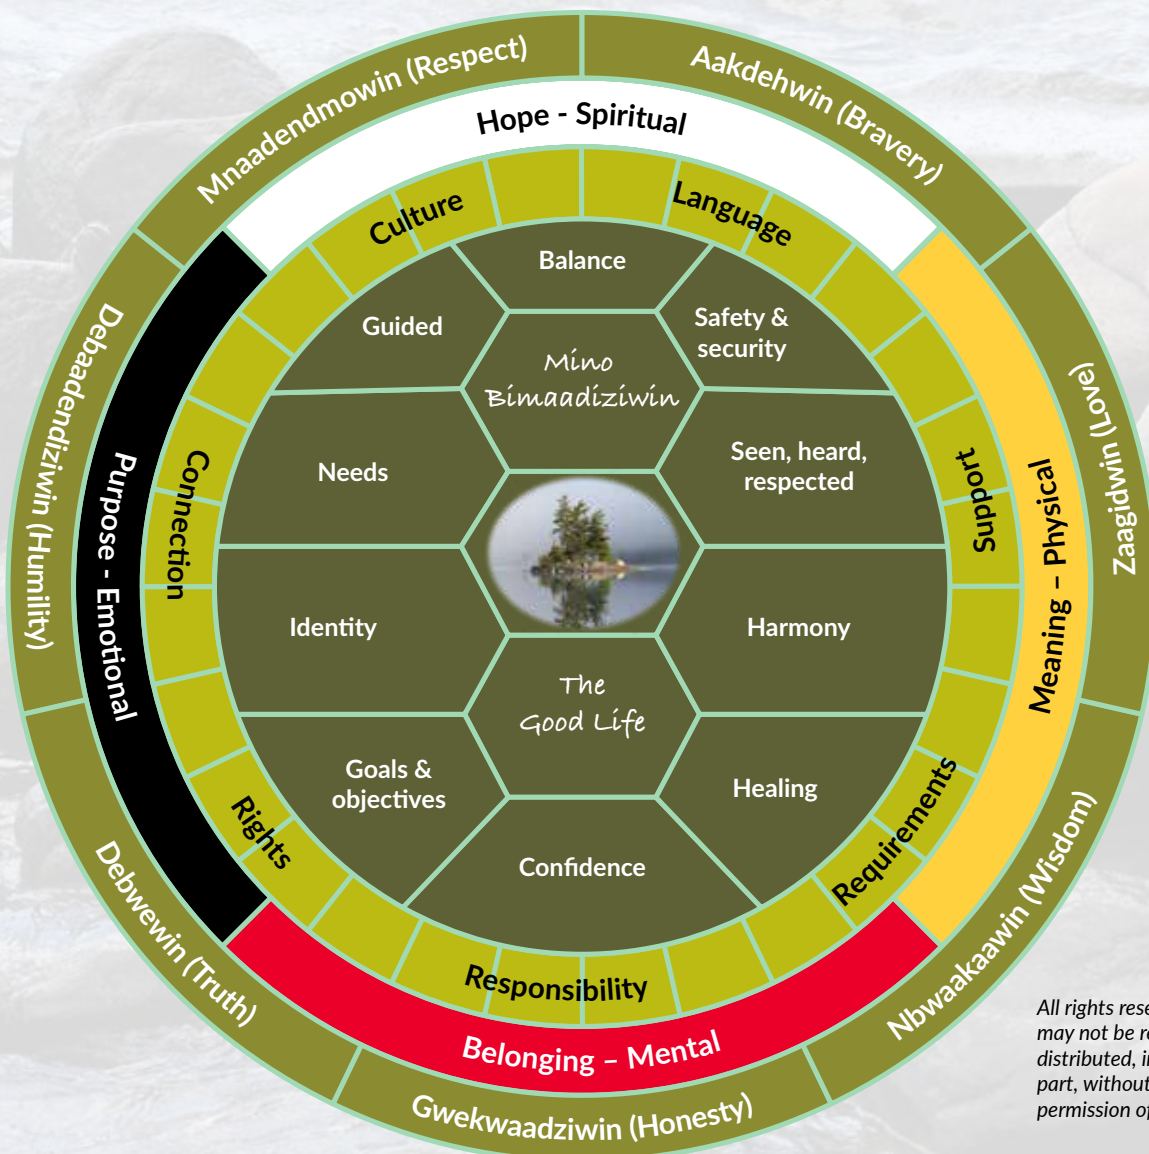 Mnaadendmowin (Respect)
Aakdehwin (Bravery)
Zaagidwin (Love)
Nbwaakaawin (Wisdom)
Gwekwaadziwin (Honesty)
Debwewin (Truth)
Debaadendiziwin (Humility)
Hope - Spiritual
Meaning – Physical
Belonging – Mental
Purpose - Emotional
Culture
Language
Support
Requirements
Responsibility
Rights
Connection
Balance
Safety &
security
Seen, heard,
respected
Harmony
Healing
Confidence
Goals &
objectives
Identity
Needs
Guided
Mino
Bimaadiziwin
The
Good Life
All rights rese
may not be re
distributed, i
part, without
permission of